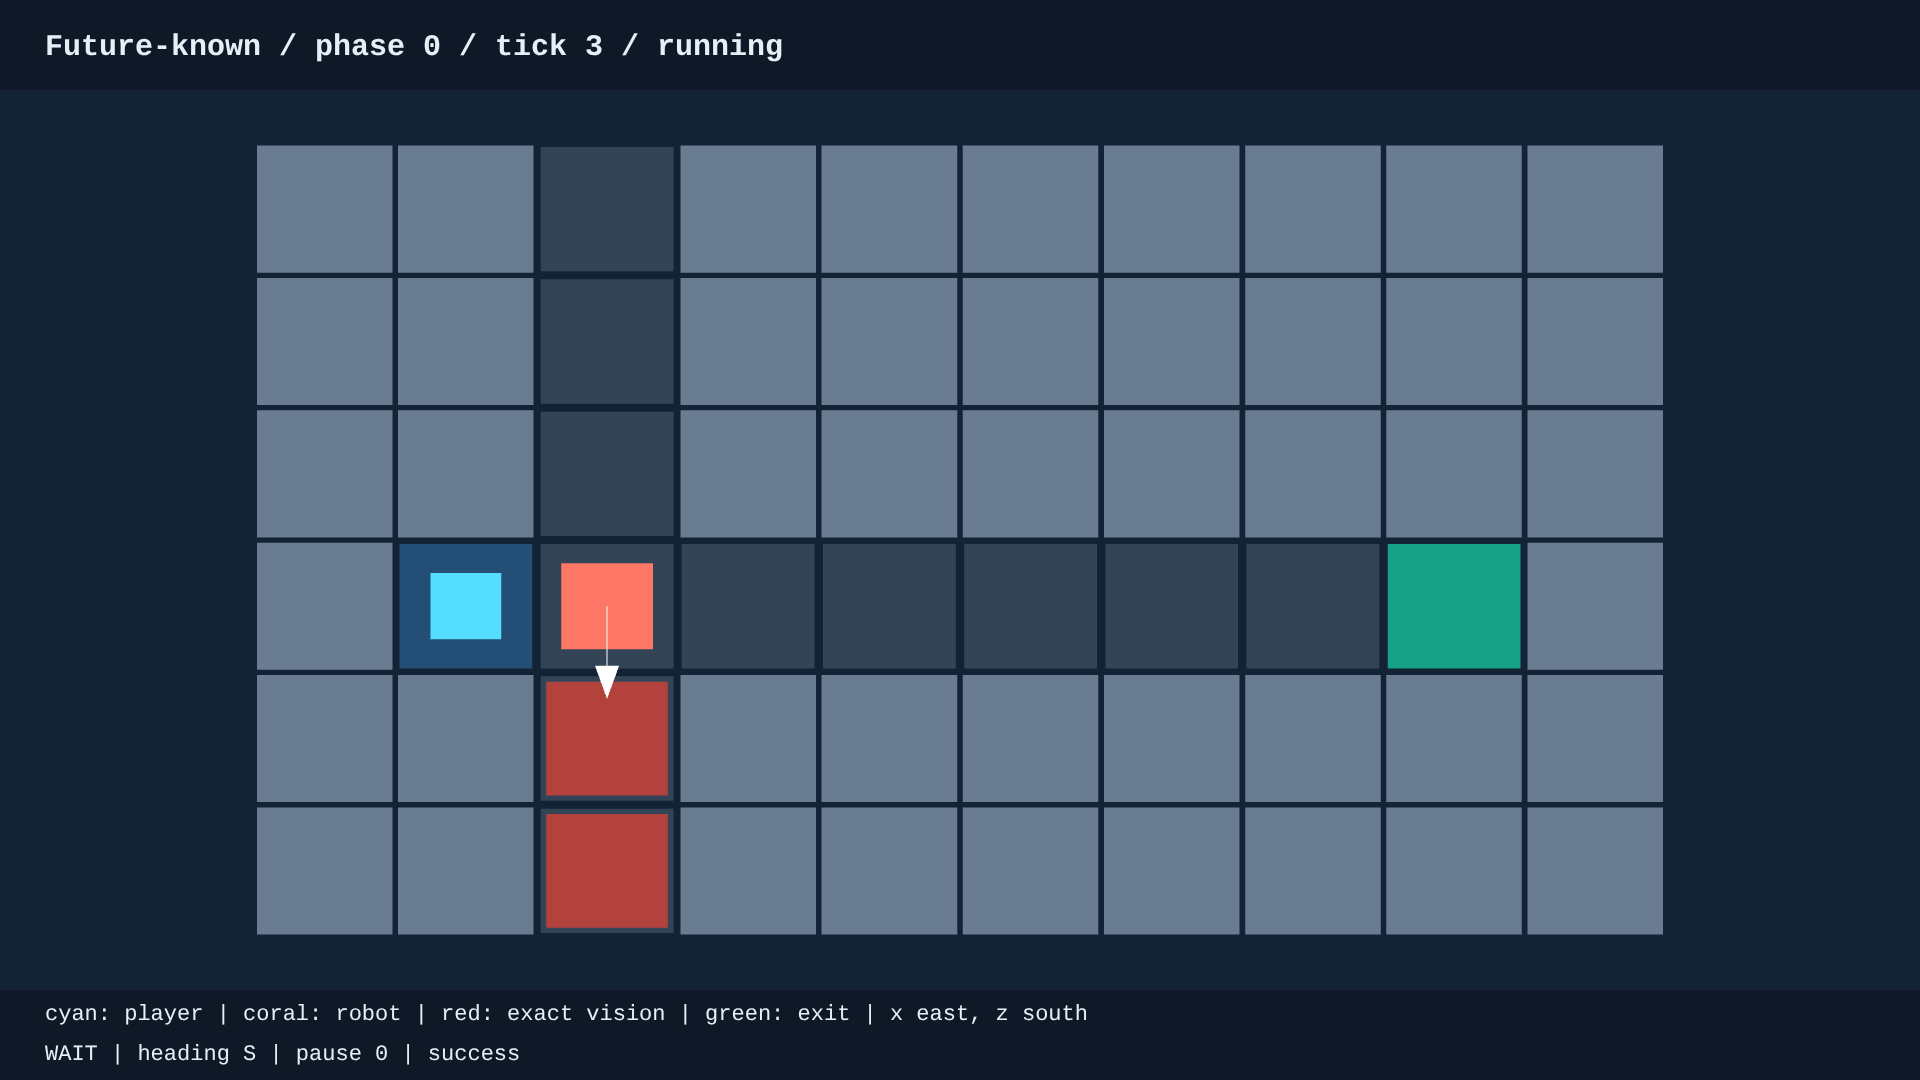 Future-known / phase 0 / tick 3 / running
cyan: player | coral: robot | red: exact vision | green: exit | x east, z south
WAIT | heading S | pause 0 | success